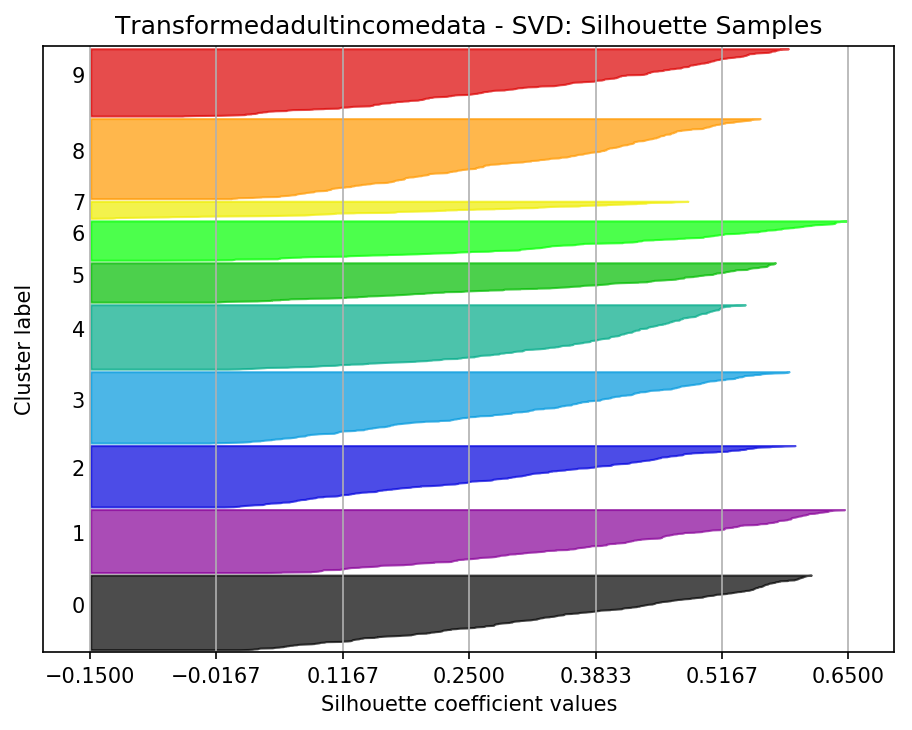 Transformedadultincomedata - SVD: Silhouette Samples
Cluster label
9
8
7
6
5
4
3
2
1
0
−0.1500 −0.0167 0.1167 0.2500 0.3833 0.5167 0.6500
Silhouette coefficient values